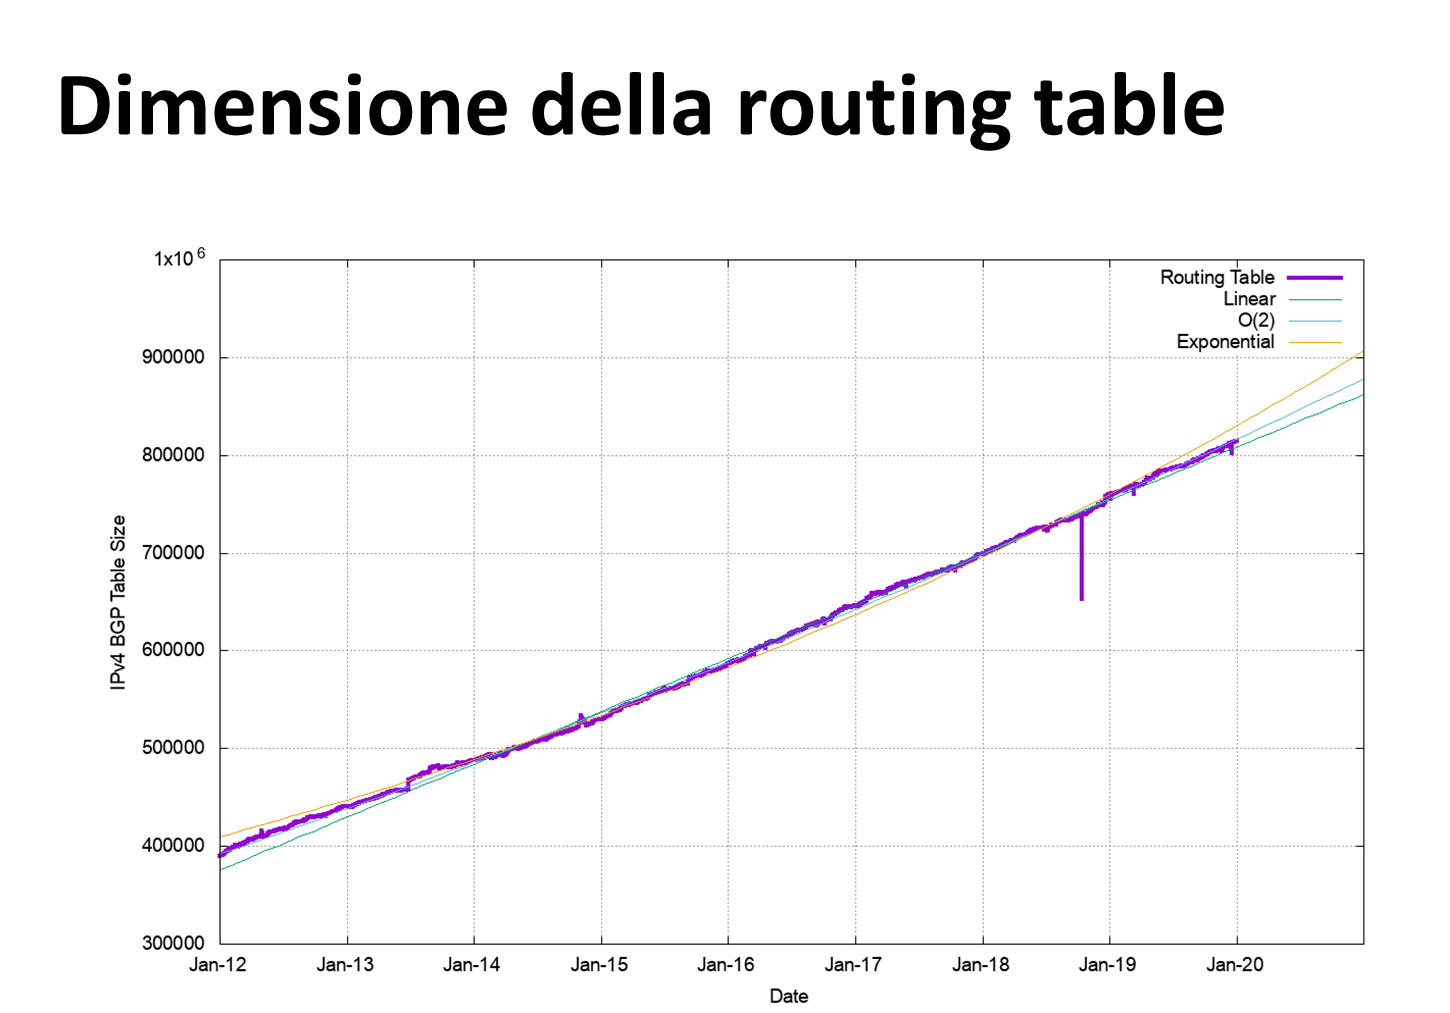 Dimensione della routing table
1x10 6
900000
800000
700000
600000
500000
400000
300000
IPv4 BGP Table Size
Routing Table
Linear
O(2)
Exponential
Jan-12 Jan-13 Jan-14 Jan-15 Jan-16 Jan-17 Jan-18 Jan-19 Jan-20
Date